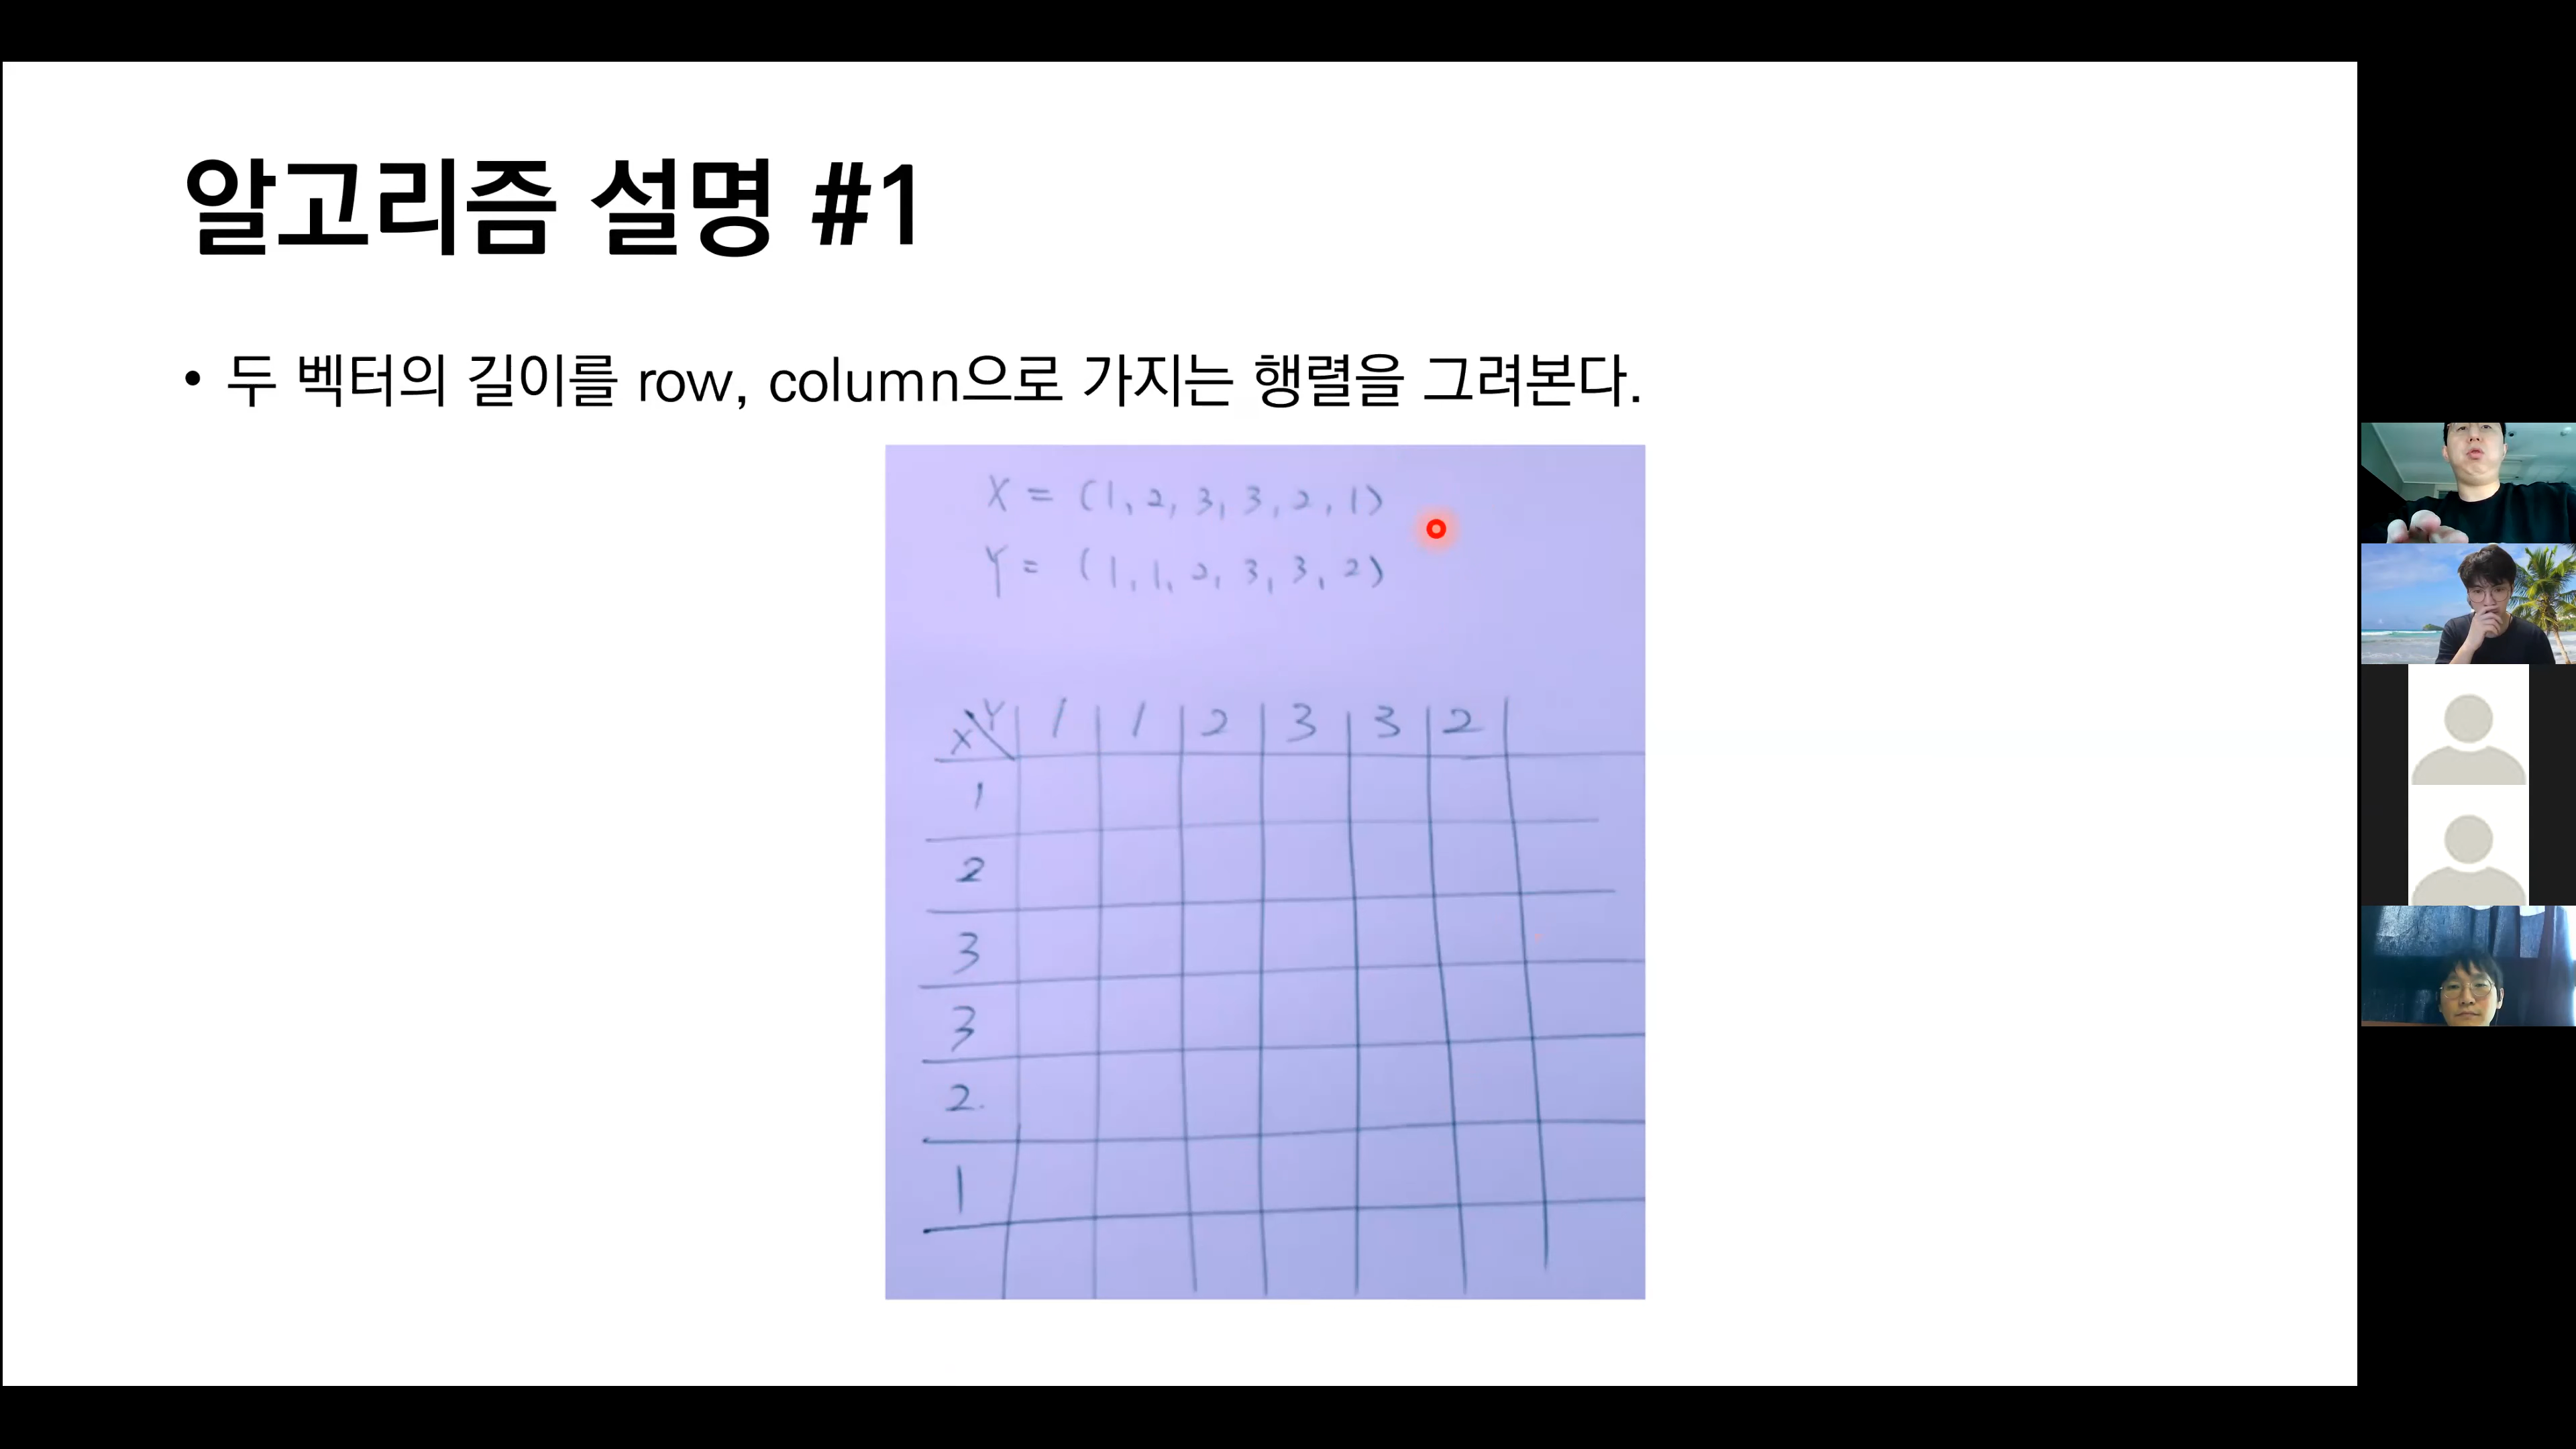 알고리즘 설명 #1
• 두 벡터의 길이를 row, column으로 가지는 행렬을 그려본다.
X = (1, 2, 3, 3, 2, 1)
Y = (1, 1, 2, 3, 3, 2)
X\Y 1 1 2 3 3 2
1
2
3
3
2.
1